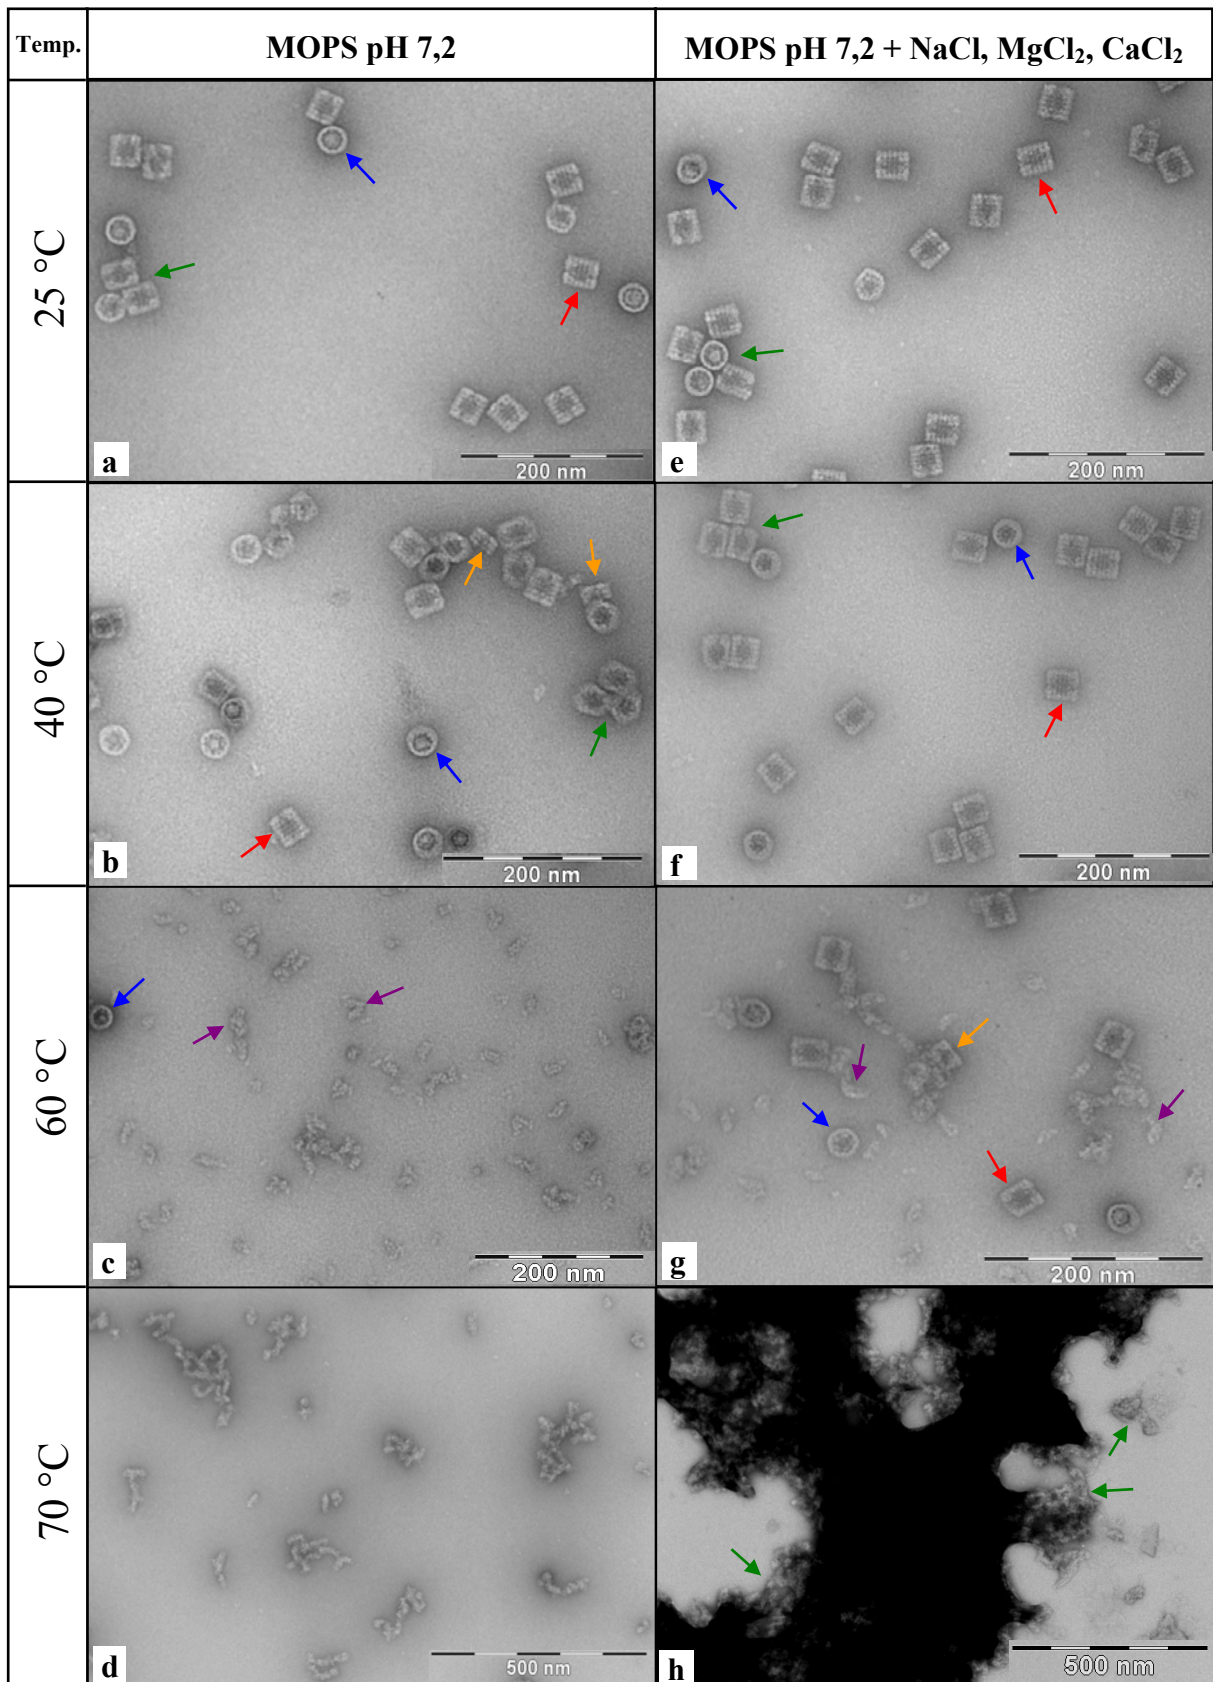 Temp.
MOPS pH 7,2
MOPS pH 7,2 + NaCl, MgCl₂, CaCl₂
25 °C
a
200 nm
e
200 nm
40 °C
b
200 nm
f
200 nm
60 °C
c
200 nm
g
200 nm
70 °C
d
500 nm
h
500 nm